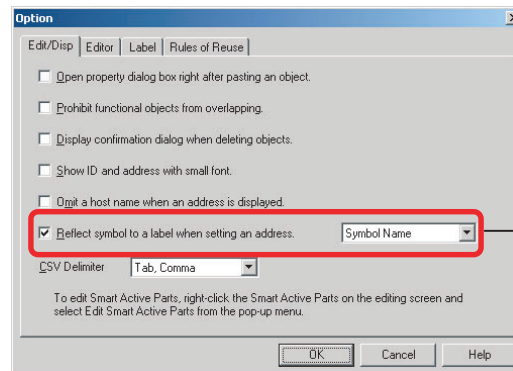 Option
Edit/Disp Editor Label Rules of Reuse
Open property dialog box right after pasting an object.
Prohibit functional objects from overlapping.
Display confirmation dialog when deleting objects.
Show ID and address with small font.
Omit a host name when an address is displayed.
Reflect symbol to a label when setting an address. Symbol Name
CSV Delimiter Tab, Comma
To edit Smart Active Parts, right-click the Smart Active Parts on the editing screen and
select Edit Smart Active Parts from the pop-up menu.
OK Cancel Help